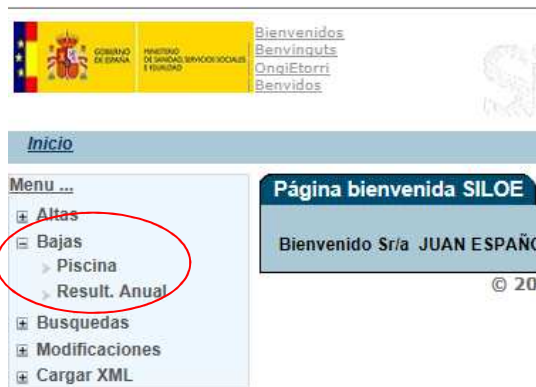 GOBIERNO
DE ESPAÑA
MINISTERIO
DE SANIDAD, SERVICIOS SOCIALES
E IGUALDAD
Bienvenidos
Benvinguts
OngiEtorri
Benvidos
Inicio
Menu ...
Altas
Bajas
Piscina
Result. Anual
Busquedas
Modificaciones
Cargar XML
Página bienvenida SILOE
Bienvenido Sr/a JUAN ESPAÑO
© 20